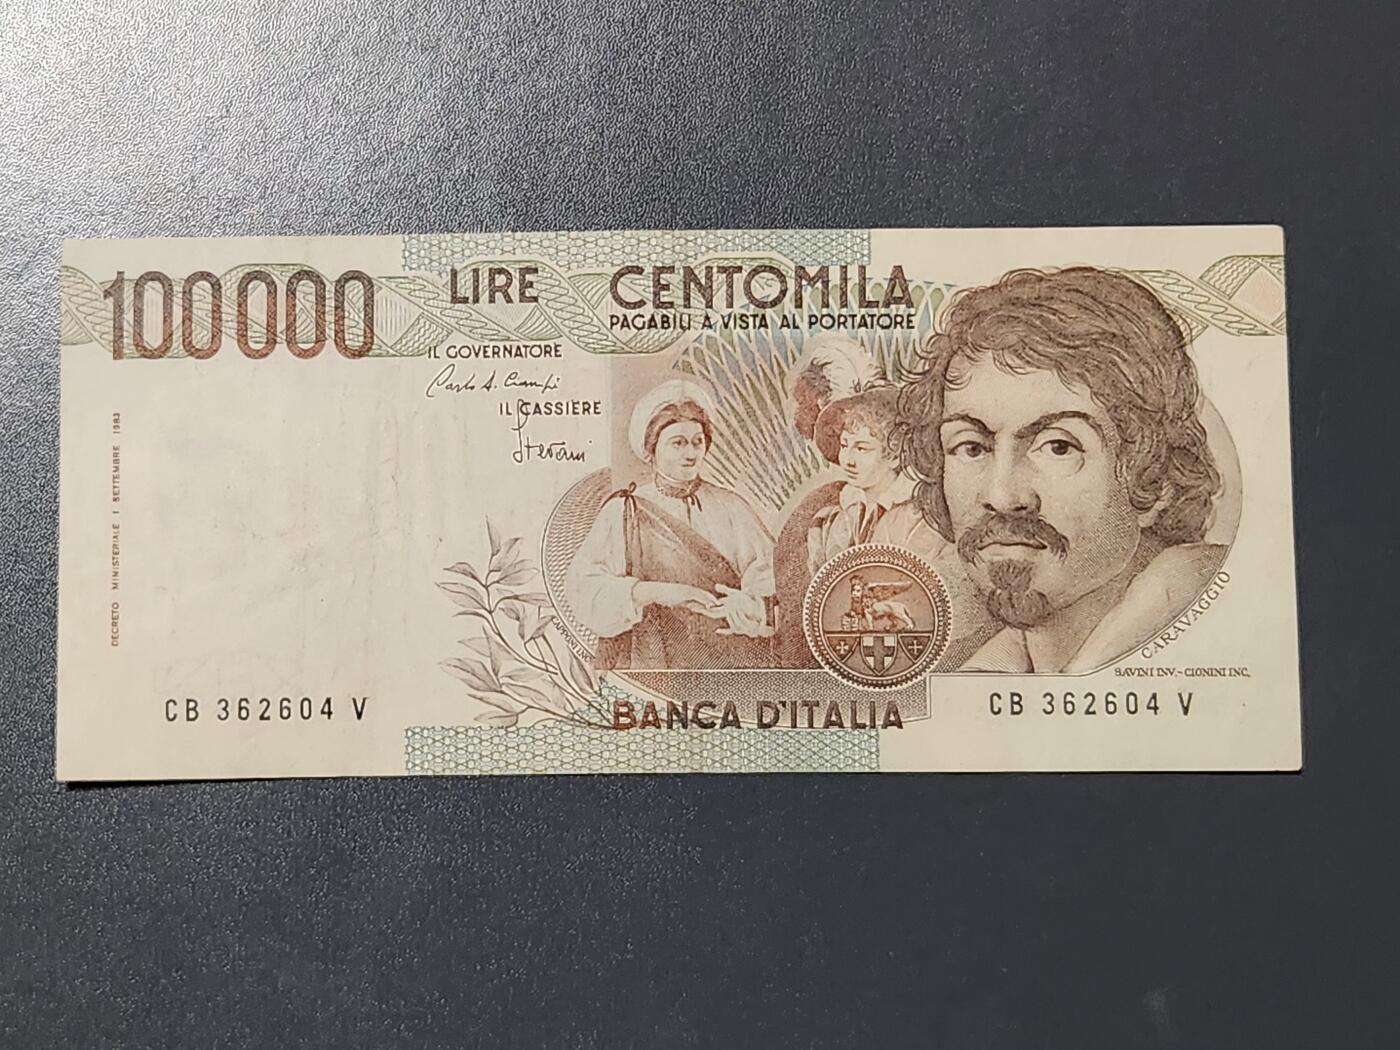 100000 LIRE CENTOMILA
PAGABILI A VISTA AL PORTATORE
IL GOVERNATORE
Carlo A. Ciampi
IL CASSIERE
Stevani
DECRETO MINISTERIALE 1 SETTEMBRE 1983
CARAVAGGIO
SAVINI INV. - CIONINI INC.
CB 362604 V
CB 362604 V
BANCA D'ITALIA